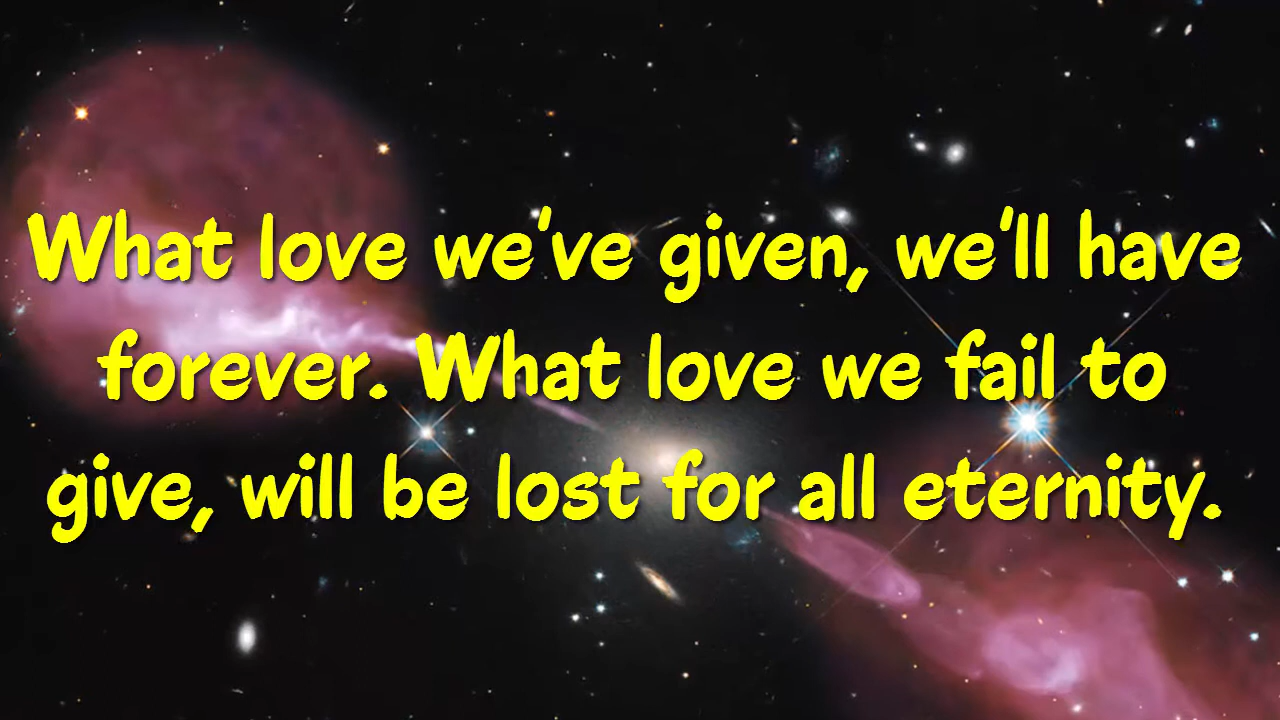 What love we've given, we'll have
forever. What love we fail to
give, will be lost for all eternity.